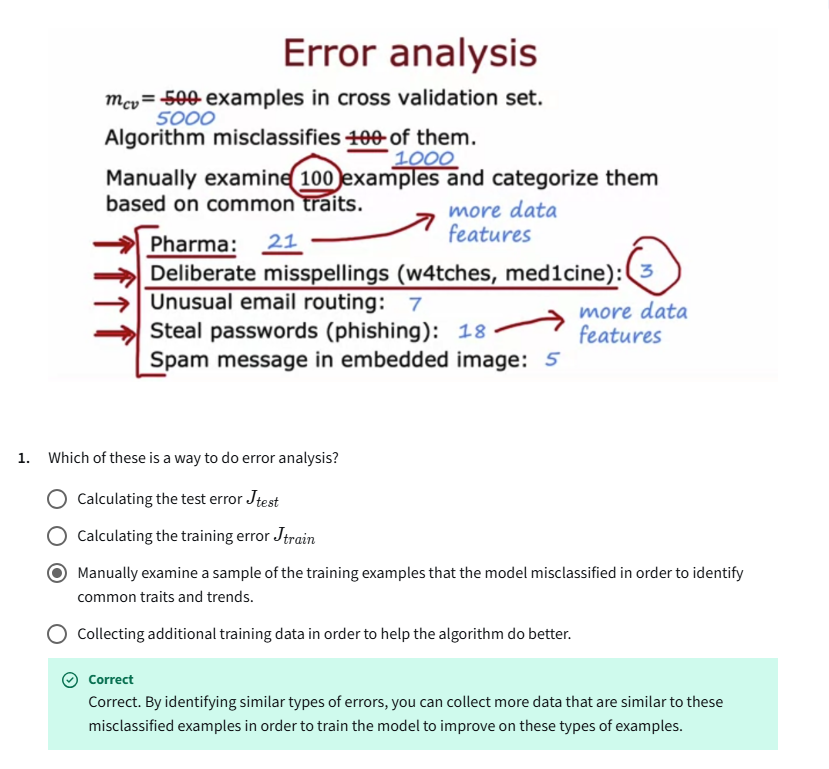 Error analysis
mcv = 500 examples in cross validation set.
5000
Algorithm misclassifies 100 of them.
1000
Manually examine 100 examples and categorize them
based on common traits.
more data
features
Pharma: 21
Deliberate misspellings (w4tches, med1cine): 3
Unusual email routing: 7
more data
features
Steal passwords (phishing): 18
Spam message in embedded image: 5
1. Which of these is a way to do error analysis?
Calculating the test error Jtest
Calculating the training error Jtrain
Manually examine a sample of the training examples that the model misclassified in order to identify
common traits and trends.
Collecting additional training data in order to help the algorithm do better.
Correct
Correct. By identifying similar types of errors, you can collect more data that are similar to these
misclassified examples in order to train the model to improve on these types of examples.